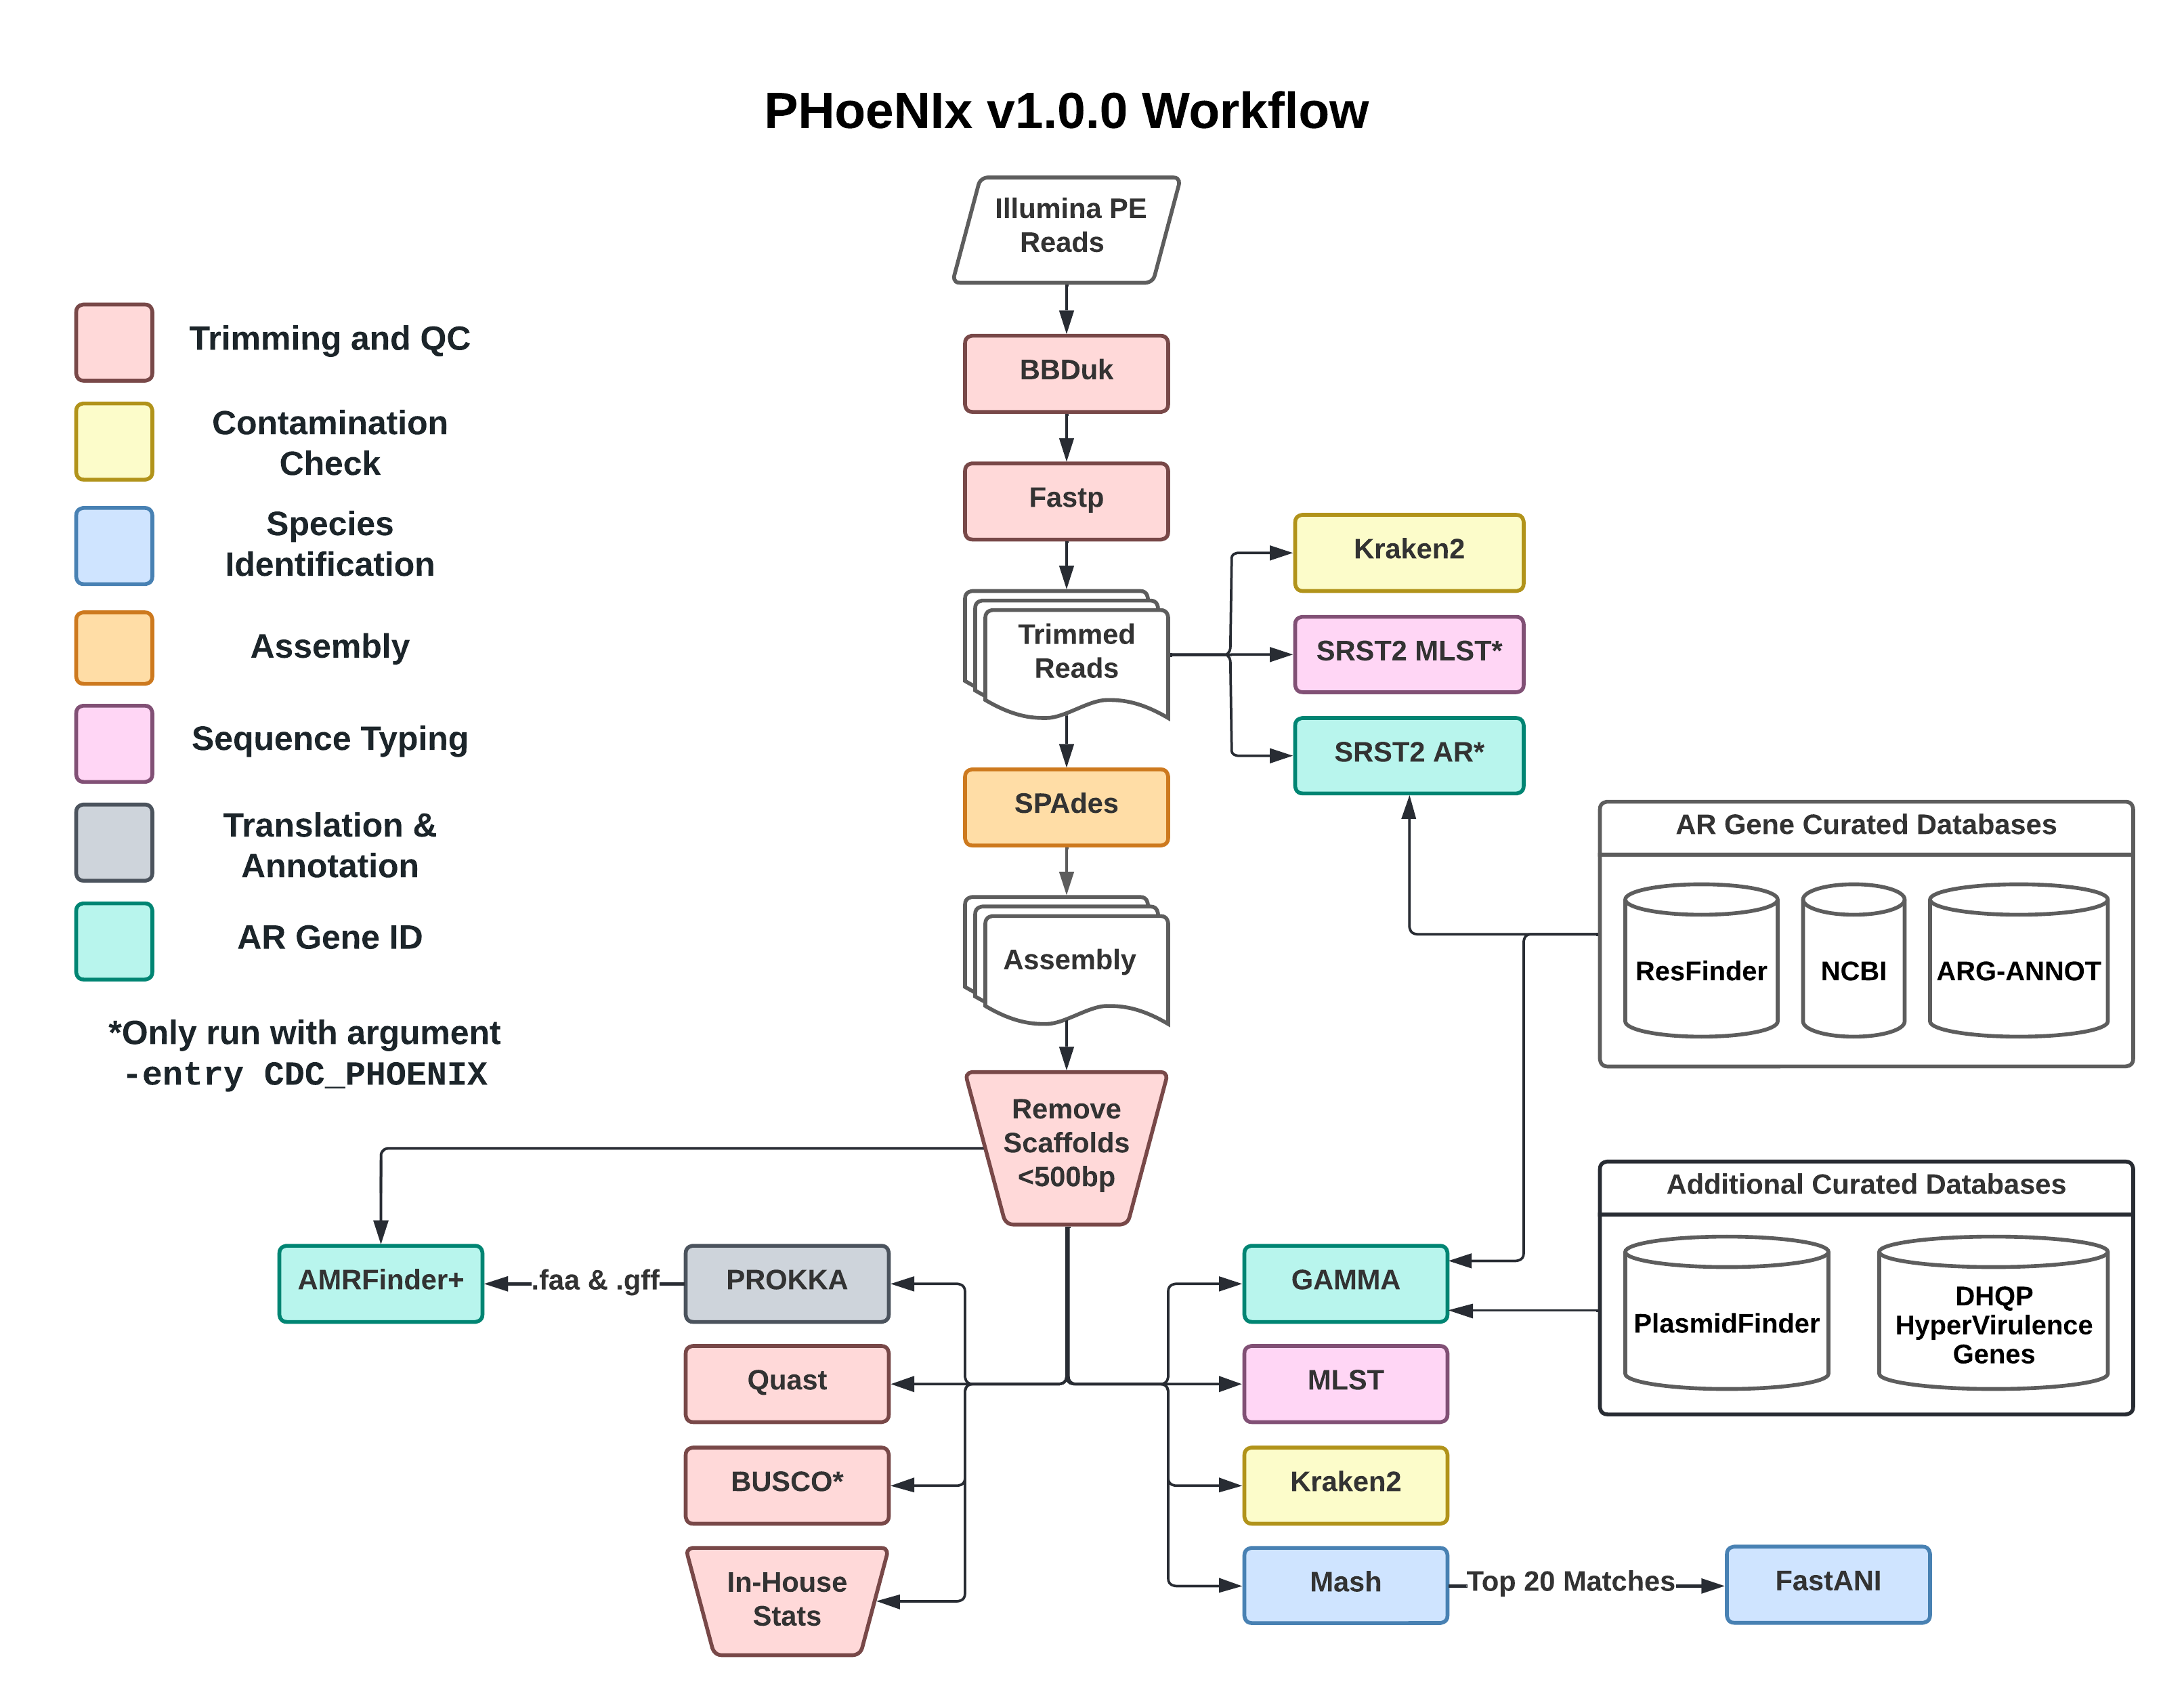 PHoeNIx v1.0.0 Workflow
Illumina PE
Reads
BBDuk
Fastp
Trimmed
Reads
Kraken2
SRST2 MLST*
SRST2 AR*
SPAdes
Assembly
Remove
Scaffolds
<500bp
Trimming and QC
Contamination
Check
Species
Identification
Assembly
Sequence Typing
Translation &
Annotation
AR Gene ID
*Only run with argument
-entry CDC_PHOENIX
AR Gene Curated Databases
ResFinder
NCBI
ARG-ANNOT
Additional Curated Databases
PlasmidFinder
DHQP
HyperVirulence
Genes
AMRFinder+
.faa & .gff
PROKKA
Quast
BUSCO*
In-House
Stats
GAMMA
MLST
Kraken2
Mash
Top 20 Matches
FastANI